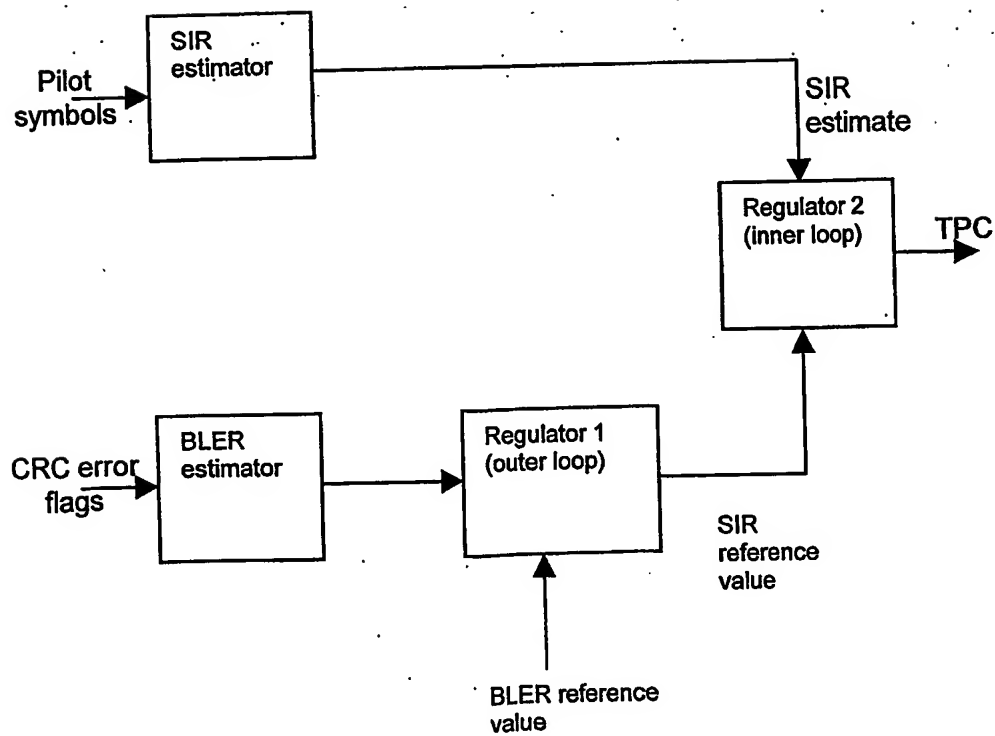 SIR
estimator
Pilot
symbols
SIR
estimate
Regulator 2
(inner loop)
TPC
BLER
estimator
CRC error
flags
Regulator 1
(outer loop)
SIR
reference
value
BLER reference
value